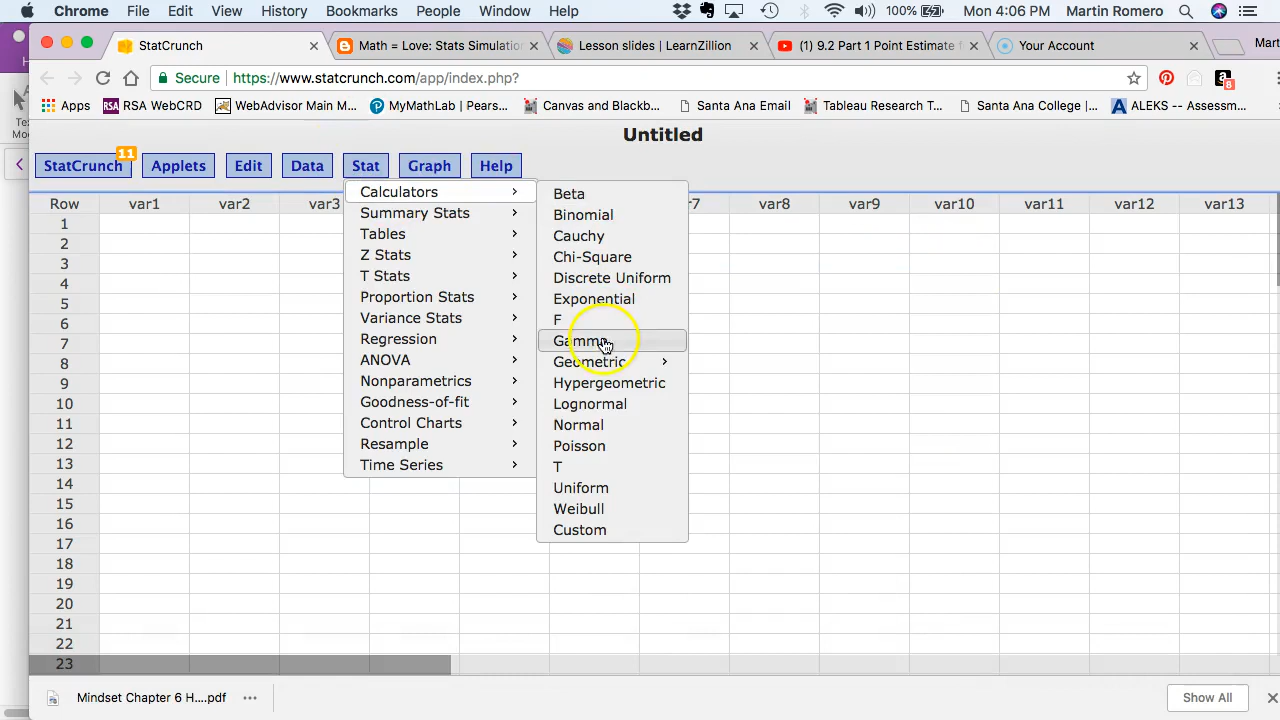 Chrome File Edit View History Bookmarks People Window Help 100% Mon 4:06 PM Martin Romero
StatCrunch Math = Love: Stats Simulation Lesson slides | LearnZillion (1) 9.2 Part 1 Point Estimate for Your Account
Secure https://www.statcrunch.com/app/index.php? 8
Apps RSA WebCRD WebAdvisor Main M... MyMathLab | Pers... Canvas and Blackb... Santa Ana Email Tableau Research T... Santa Ana College |... ALEKS -- Assessm...
Untitled
StatCrunch 11 Applets Edit Data Stat Graph Help
Row var1 var2 var3 var8 var9 var10 var11 var12 var13
Calculators
Summary Stats
Tables
Z Stats
T Stats
Proportion Stats
Variance Stats
Regression
ANOVA
Nonparametrics
Goodness-of-fit
Control Charts
Resample
Time Series
Beta
Binomial
Cauchy
Chi-Square
Discrete Uniform
Exponential
F
Gamma
Geometric
Hypergeometric
Lognormal
Normal
Poisson
T
Uniform
Weibull
Custom
1
2
3
4
5
6
7
8
9
10
11
12
13
14
15
16
17
18
19
20
21
22
23
Mindset Chapter 6 H....pdf Show All